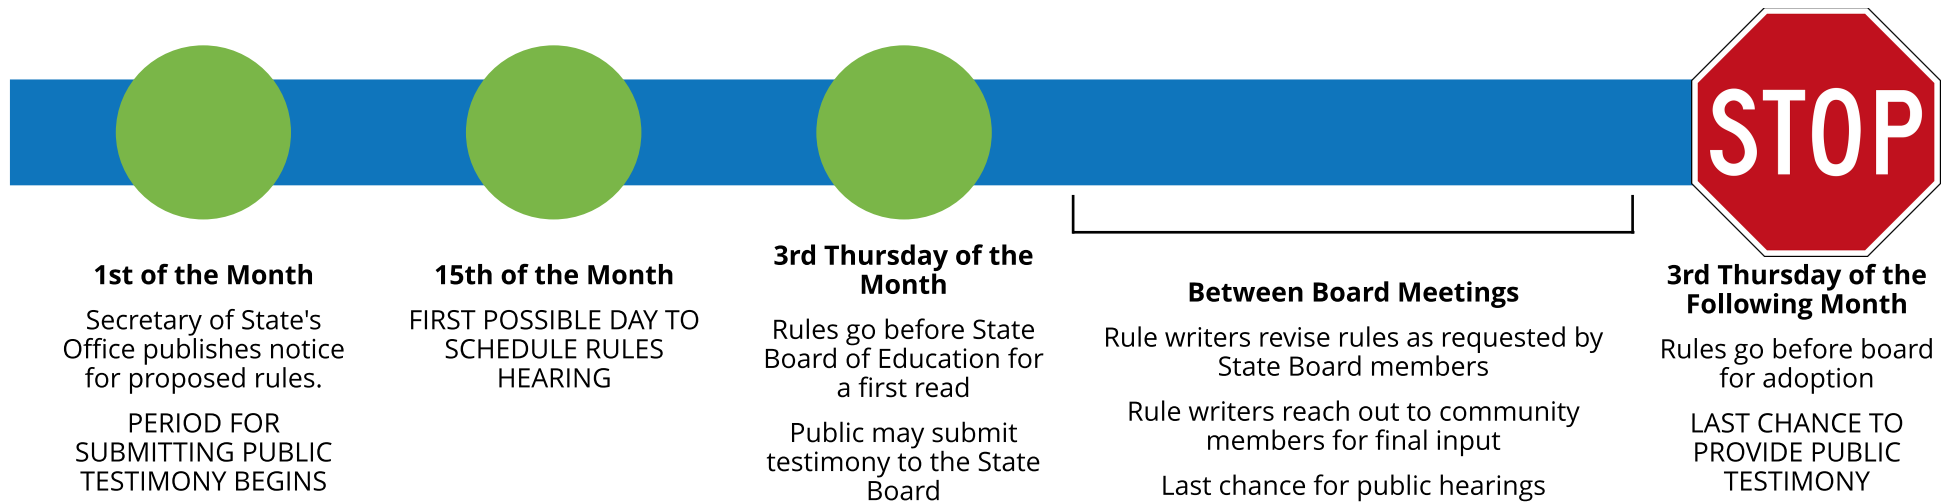 STOP
1st of the Month
Secretary of State's
Office publishes notice
for proposed rules.
PERIOD FOR
SUBMITTING PUBLIC
TESTIMONY BEGINS
15th of the Month
FIRST POSSIBLE DAY TO
SCHEDULE RULES
HEARING
3rd Thursday of the
Month
Rules go before State
Board of Education for
a first read
Public may submit
testimony to the State
Board
Between Board Meetings
Rule writers revise rules as requested by
State Board members
Rule writers reach out to community
members for final input
Last chance for public hearings
3rd Thursday of the
Following Month
Rules go before board
for adoption
LAST CHANCE TO
PROVIDE PUBLIC
TESTIMONY